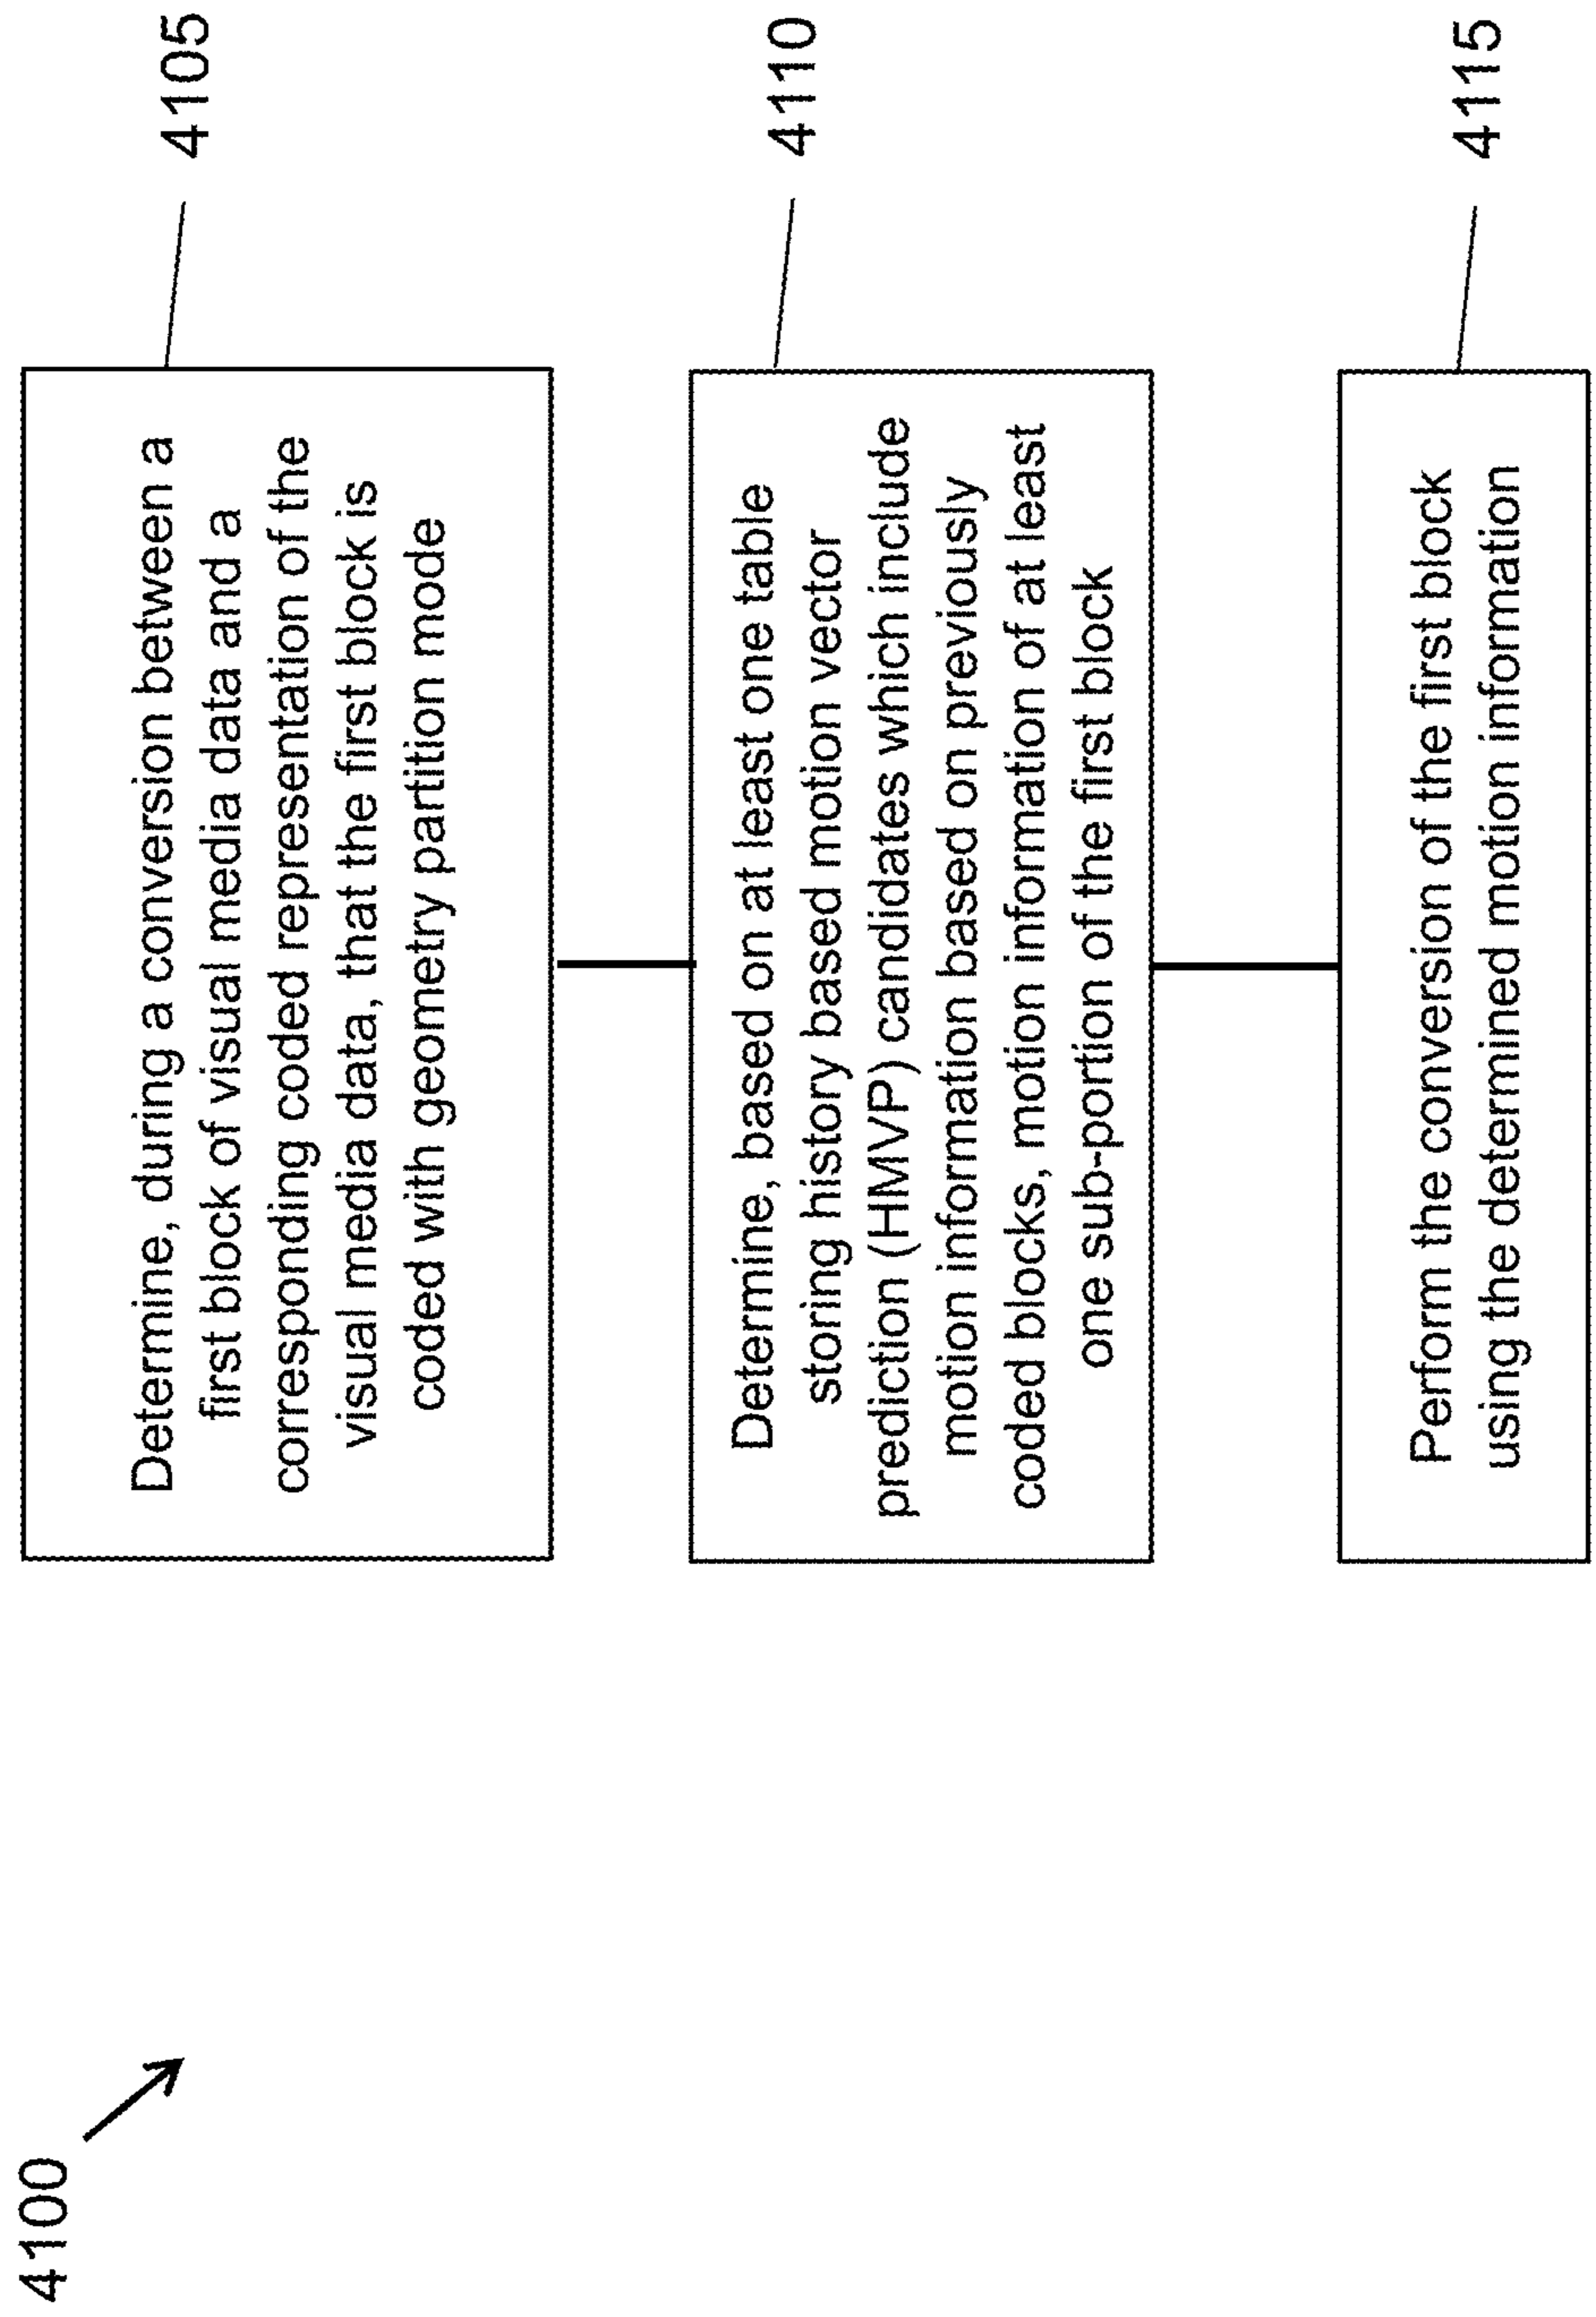 4100
Determine, during a conversion between a
first block of visual media data and a
corresponding coded representation of the
visual media data, that the first block is
coded with geometry partition mode
4105
Determine, based on at least one table
storing history based motion vector
prediction (HMVP) candidates which include
motion information based on previously
coded blocks, motion information of at least
one sub-portion of the first block
4110
Perform the conversion of the first block
using the determined motion information
4115